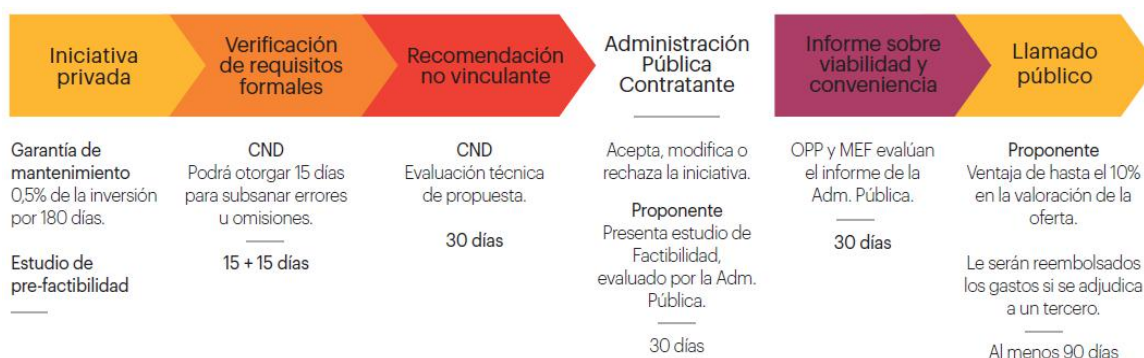 Iniciativa
privada
Verificación
de requisitos
formales
Recomendación
no vinculante
Administración
Pública
Contratante
Informe sobre
viabilidad y
conveniencia
Llamado
público
Garantía de
mantenimiento
0,5% de la inversión
por 180 días.
Estudio de
pre-factibilidad
CND
Podrá otorgar 15 días
para subsanar errores
u omisiones.
15 + 15 días
CND
Evaluación técnica
de propuesta.
30 días
Acepta, modifica o
rechaza la iniciativa.
Proponente
Presenta estudio de
Factibilidad,
evaluado por la Adm.
Pública.
30 días
OPP y MEF evalúan
el informe de la
Adm. Pública.
30 días
Proponente
Ventaja de hasta el 10%
en la valoración de la
oferta.
Le serán reembolsados
los gastos si se adjudica
a un tercero.
Al menos 90 días